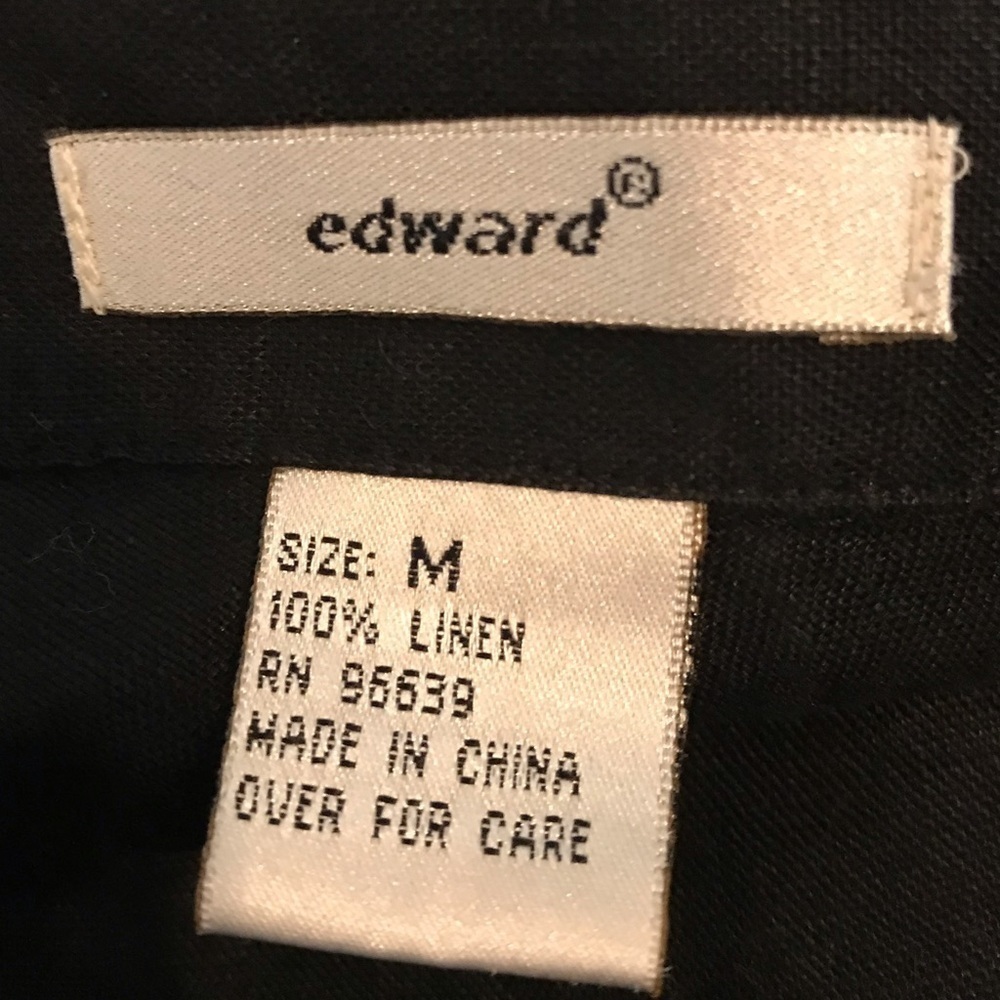 edward®
SIZE: M
100% LINEN
RN 96639
MADE IN CHINA
OVER FOR CARE